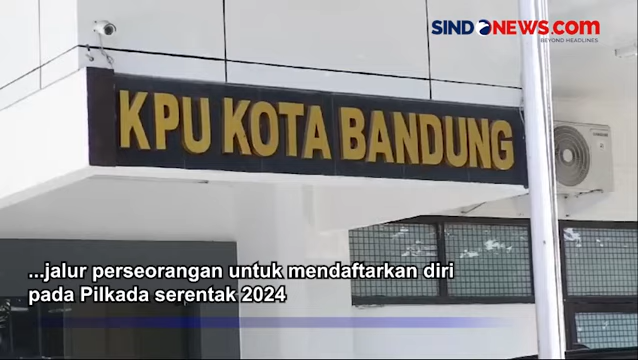 SINDONEWS.com
BEYOND HEADLINES
KPU KOTA BANDUNG
...jalur perseorangan untuk mendaftarkan diri
pada Pilkada serentak 2024